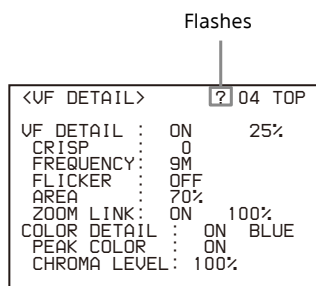 Flashes
<VF DETAIL> ? 04 TOP
VF DETAIL : ON 25%
CRISP : 0
FREQUENCY: 9M
FLICKER : OFF
AREA : 70%
ZOOM LINK: ON 100%
COLOR DETAIL : ON BLUE
PEAK COLOR : ON
CHROMA LEVEL: 100%